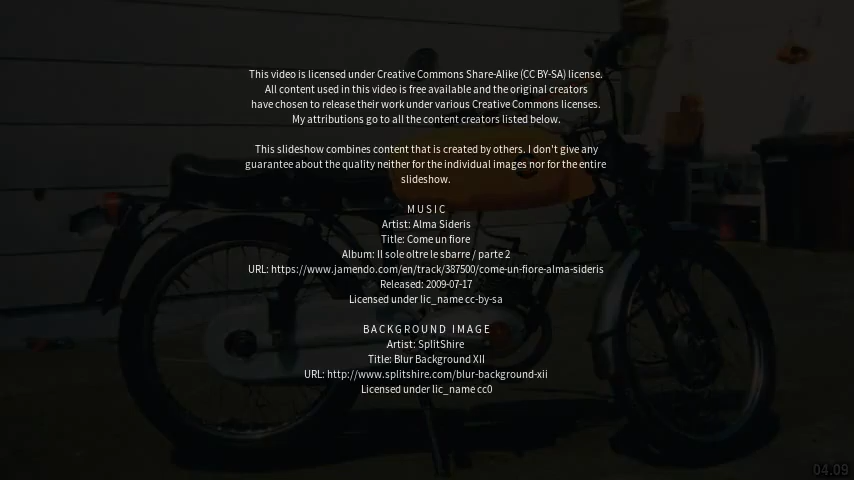 This video is licensed under Creative Commons Share-Alike (CC BY-SA) license.
All content used in this video is free available and the original creators
have chosen to release their work under various Creative Commons licenses.
My attributions go to all the content creators listed below.
This slideshow combines content that is created by others. I don't give any
guarantee about the quality neither for the individual images nor for the entire
slideshow.
MUSIC
Artist: Alma Sideris
Title: Come un fiore
Album: Il sole oltre le sbarre / parte 2
URL: https://www.jamendo.com/en/track/387500/come-un-fiore-alma-sideris
Released: 2009-07-17
Licensed under lic_name cc-by-sa
BACKGROUND IMAGE
Artist: SplitShire
Title: Blur Background XII
URL: http://www.splitshire.com/blur-background-xii
Licensed under lic_name cc0
04.09